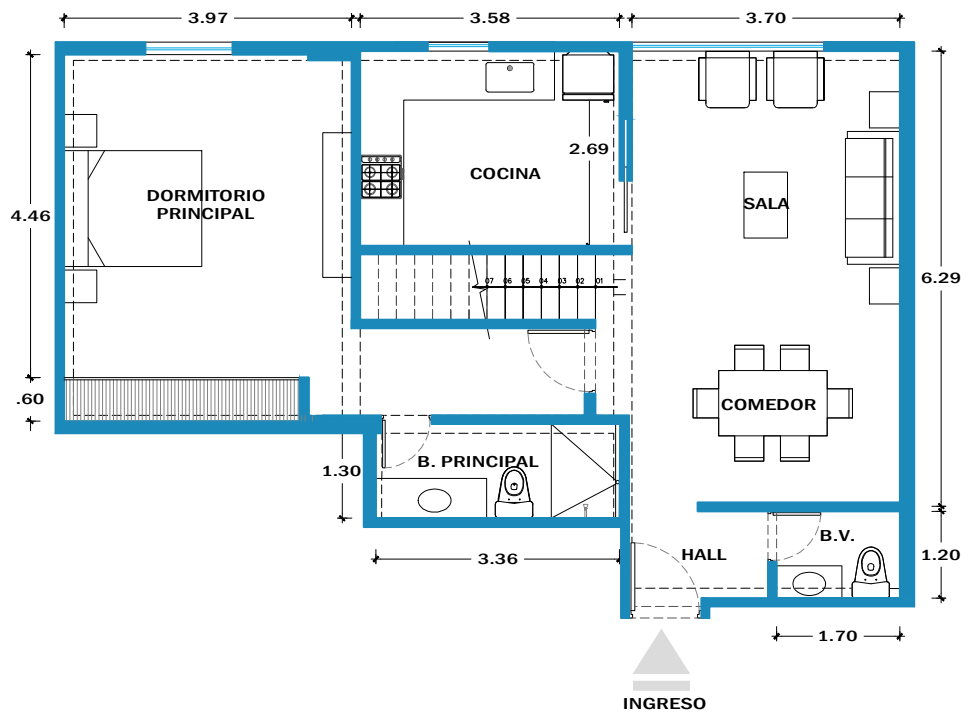 3.97
3.58
3.70
2.69
COCINA
DORMITORIO
PRINCIPAL
SALA
4.46
6.29
07 06 05 04 03 02 01
.60
COMEDOR
B. PRINCIPAL
1.30
B.V.
HALL
1.20
3.36
1.70
INGRESO